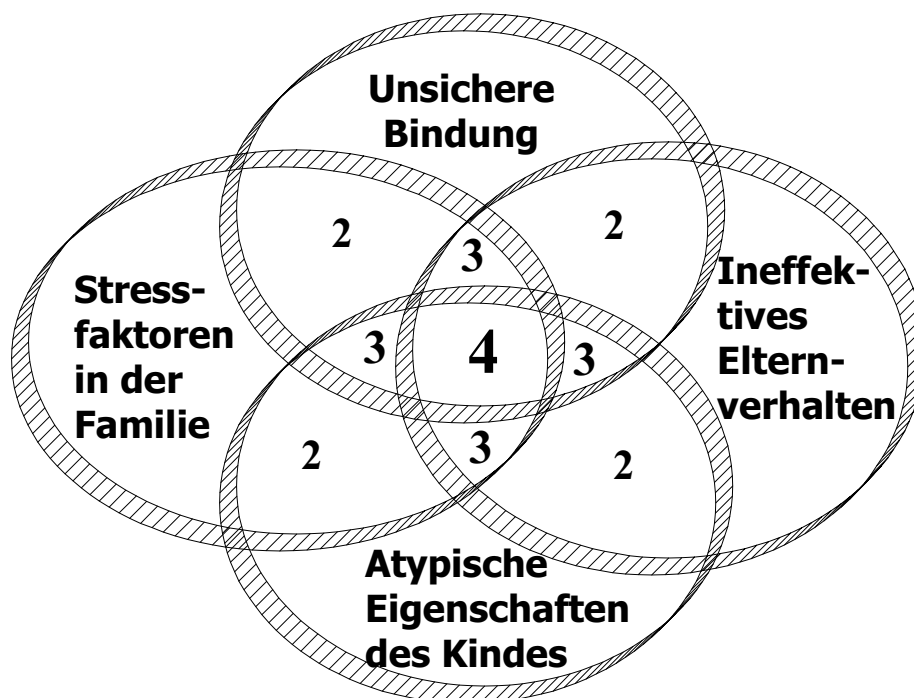 Unsichere
Bindung
2
3
2
Stress-
faktoren
in der
Familie
Ineffek-
tives
Eltern-
verhalten
3
4
3
2
3
2
Atypische
Eigenschaften
des Kindes